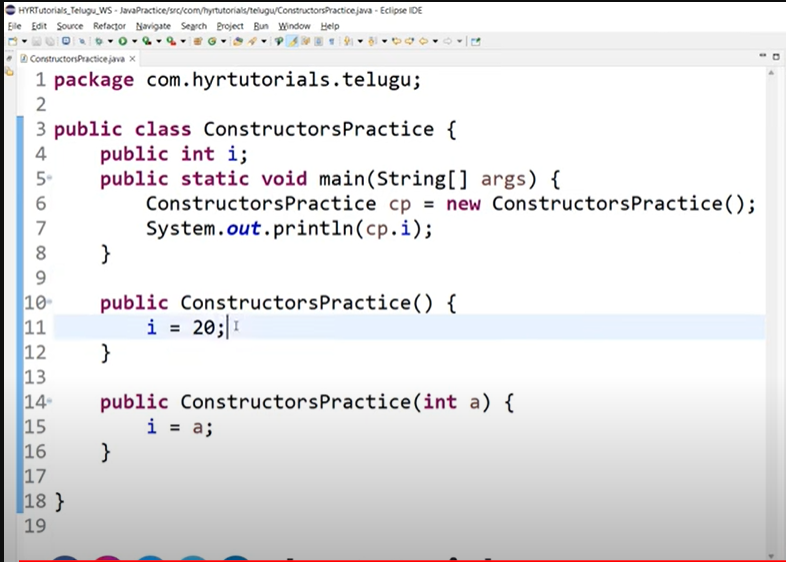 HYRTutorials_Telugu_WS - JavaPractice/src/com/hyrtutorials/telugu/ConstructorsPractice.java - Eclipse IDE
File Edit Source Refactor Navigate Search Project Run Window Help
ConstructorsPractice.java
1 package com.hyrtutorials.telugu;
2
3 public class ConstructorsPractice {
4 public int i;
5 public static void main(String[] args) {
6 ConstructorsPractice cp = new ConstructorsPractice();
7 System.out.println(cp.i);
8 }
9
10 public ConstructorsPractice() {
11 i = 20;
12 }
13
14 public ConstructorsPractice(int a) {
15 i = a;
16 }
17
18 }
19